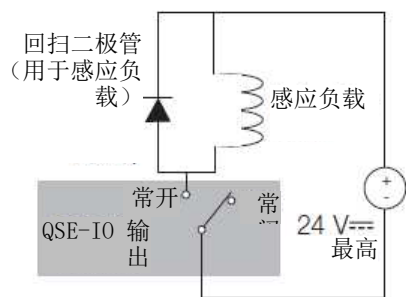 回扫二极管
（用于感应负
载）
感应负载
常开
常
QSE-IO 输
出
24 V
最高